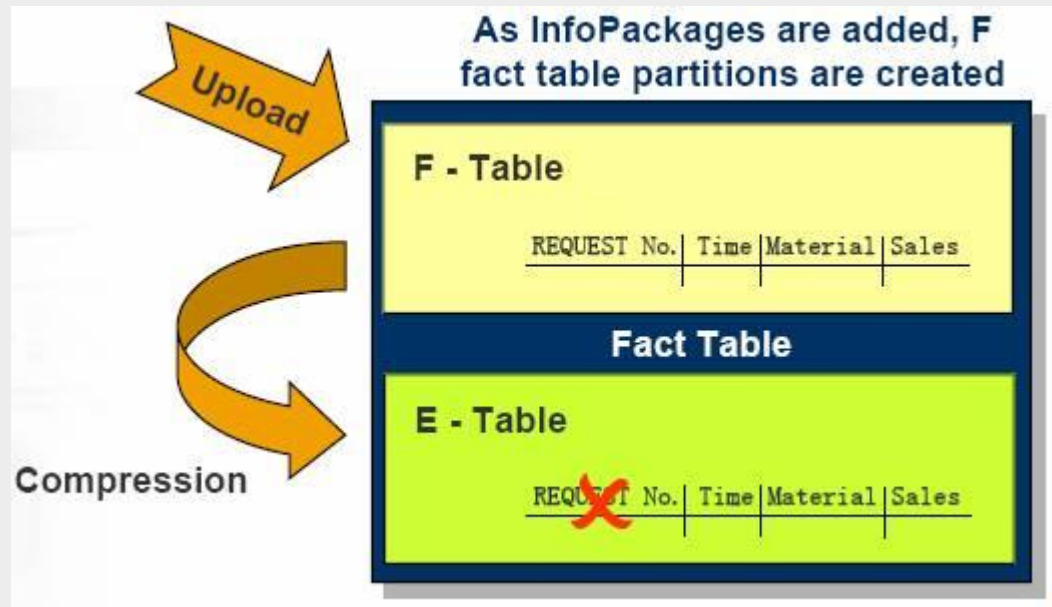 As InfoPackages are added, F
fact table partitions are created
Upload
F - Table
REQUEST No. Time Material Sales
Fact Table
E - Table
REQUEST No. Time Material Sales
Compression